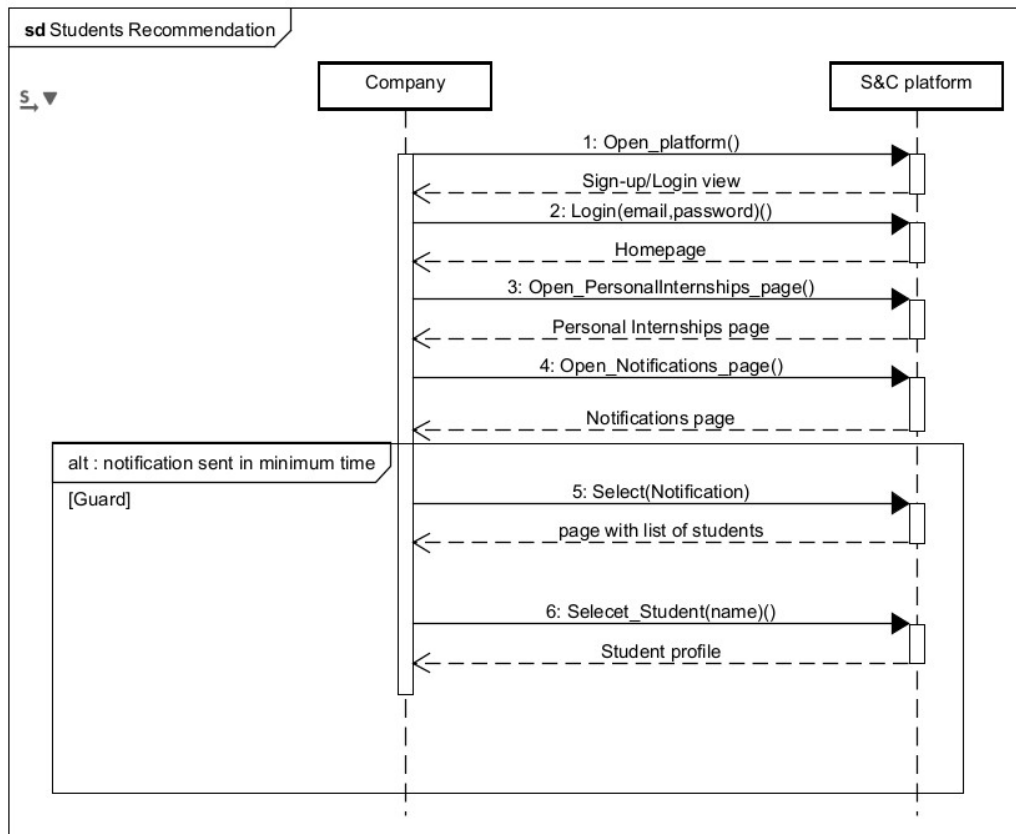 sd Students Recommendation
S
Company
S&C platform
1: Open_platform()
Sign-up/Login view
2: Login(email,password)()
Homepage
3: Open_PersonalInternships_page()
Personal Internships page
4: Open_Notifications_page()
Notifications page
alt : notification sent in minimum time
[Guard]
5: Select(Notification)
page with list of students
6: Selecet_Student(name)()
Student profile